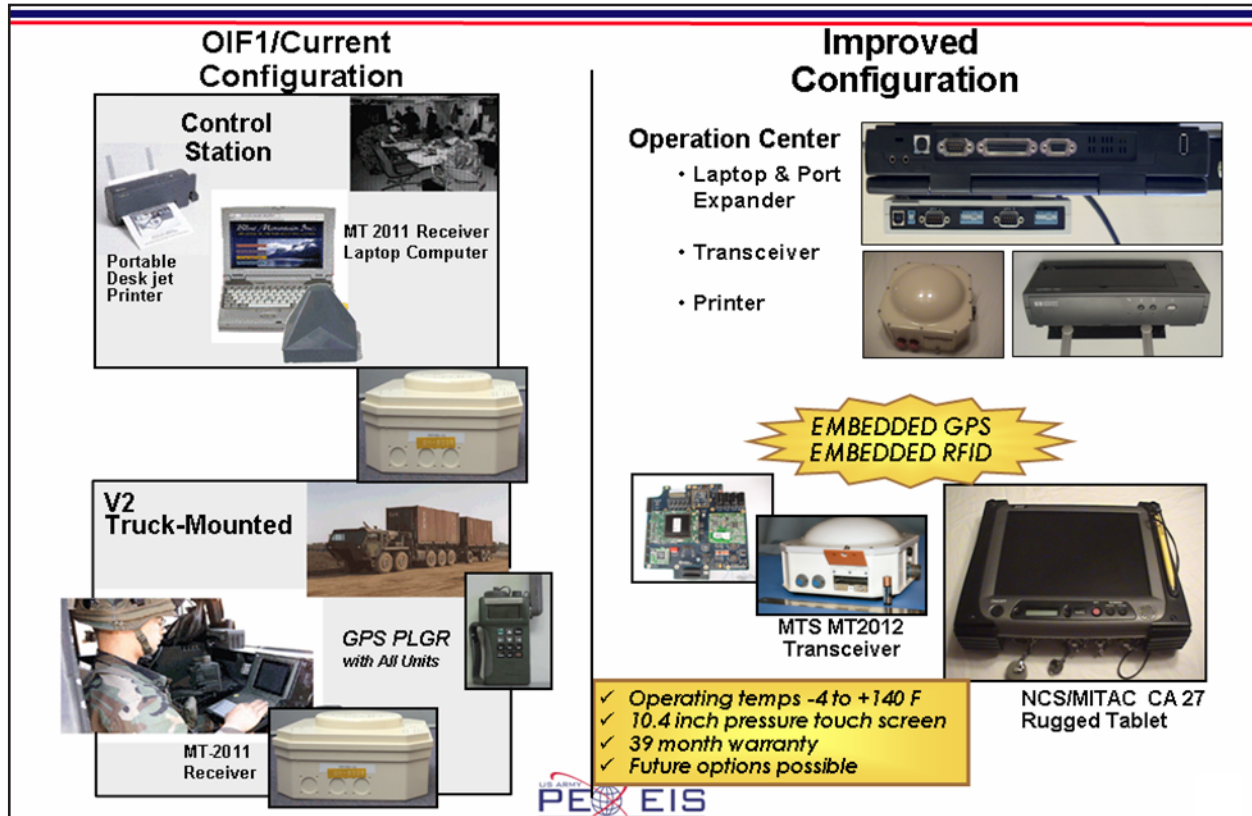 OIF1/Current
Configuration
Control
Station
Portable
Desk jet
Printer
MT 2011 Receiver
Laptop Computer
V2
Truck-Mounted
GPS PLGR
with All Units
MT-2011
Receiver
Improved
Configuration
Operation Center
• Laptop & Port
Expander
• Transceiver
• Printer
EMBEDDED GPS
EMBEDDED RFID
MTS MT2012
Transceiver
NCS/MITAC CA 27
Rugged Tablet
✓ Operating temps -4 to +140 F
✓ 10.4 inch pressure touch screen
✓ 39 month warranty
✓ Future options possible
US ARMY
PEO EIS